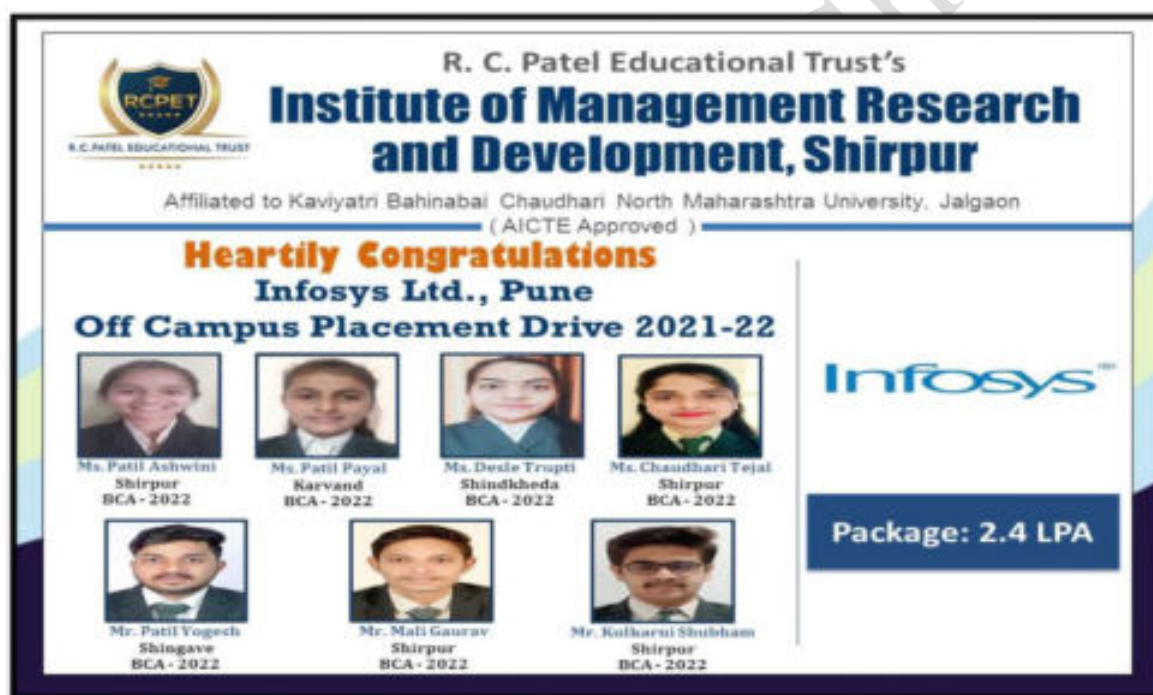 RCPET
R.C.PATEL EDUCATIONAL TRUST
R. C. Patel Educational Trust's
Institute of Management Research
and Development, Shirpur
Affiliated to Kaviyatri Bahinabai Chaudhari North Maharashtra University, Jalgaon
( AICTE Approved )
Heartily Congratulations
Infosys Ltd., Pune
Off Campus Placement Drive 2021-22
Infosys™
Ms. Patil Ashwini
Shirpur
BCA - 2022
Ms. Patil Payal
Karvand
BCA - 2022
Ms. Desle Trupti
Shindkheda
BCA - 2022
Ms. Chaudhari Tejal
Shirpur
BCA - 2022
Package: 2.4 LPA
Mr. Patil Yogech
Shingave
BCA - 2022
Mr. Mali Gaurav
Shirpur
BCA - 2022
Mr. Kulkarni Shubham
Shirpur
BCA - 2022